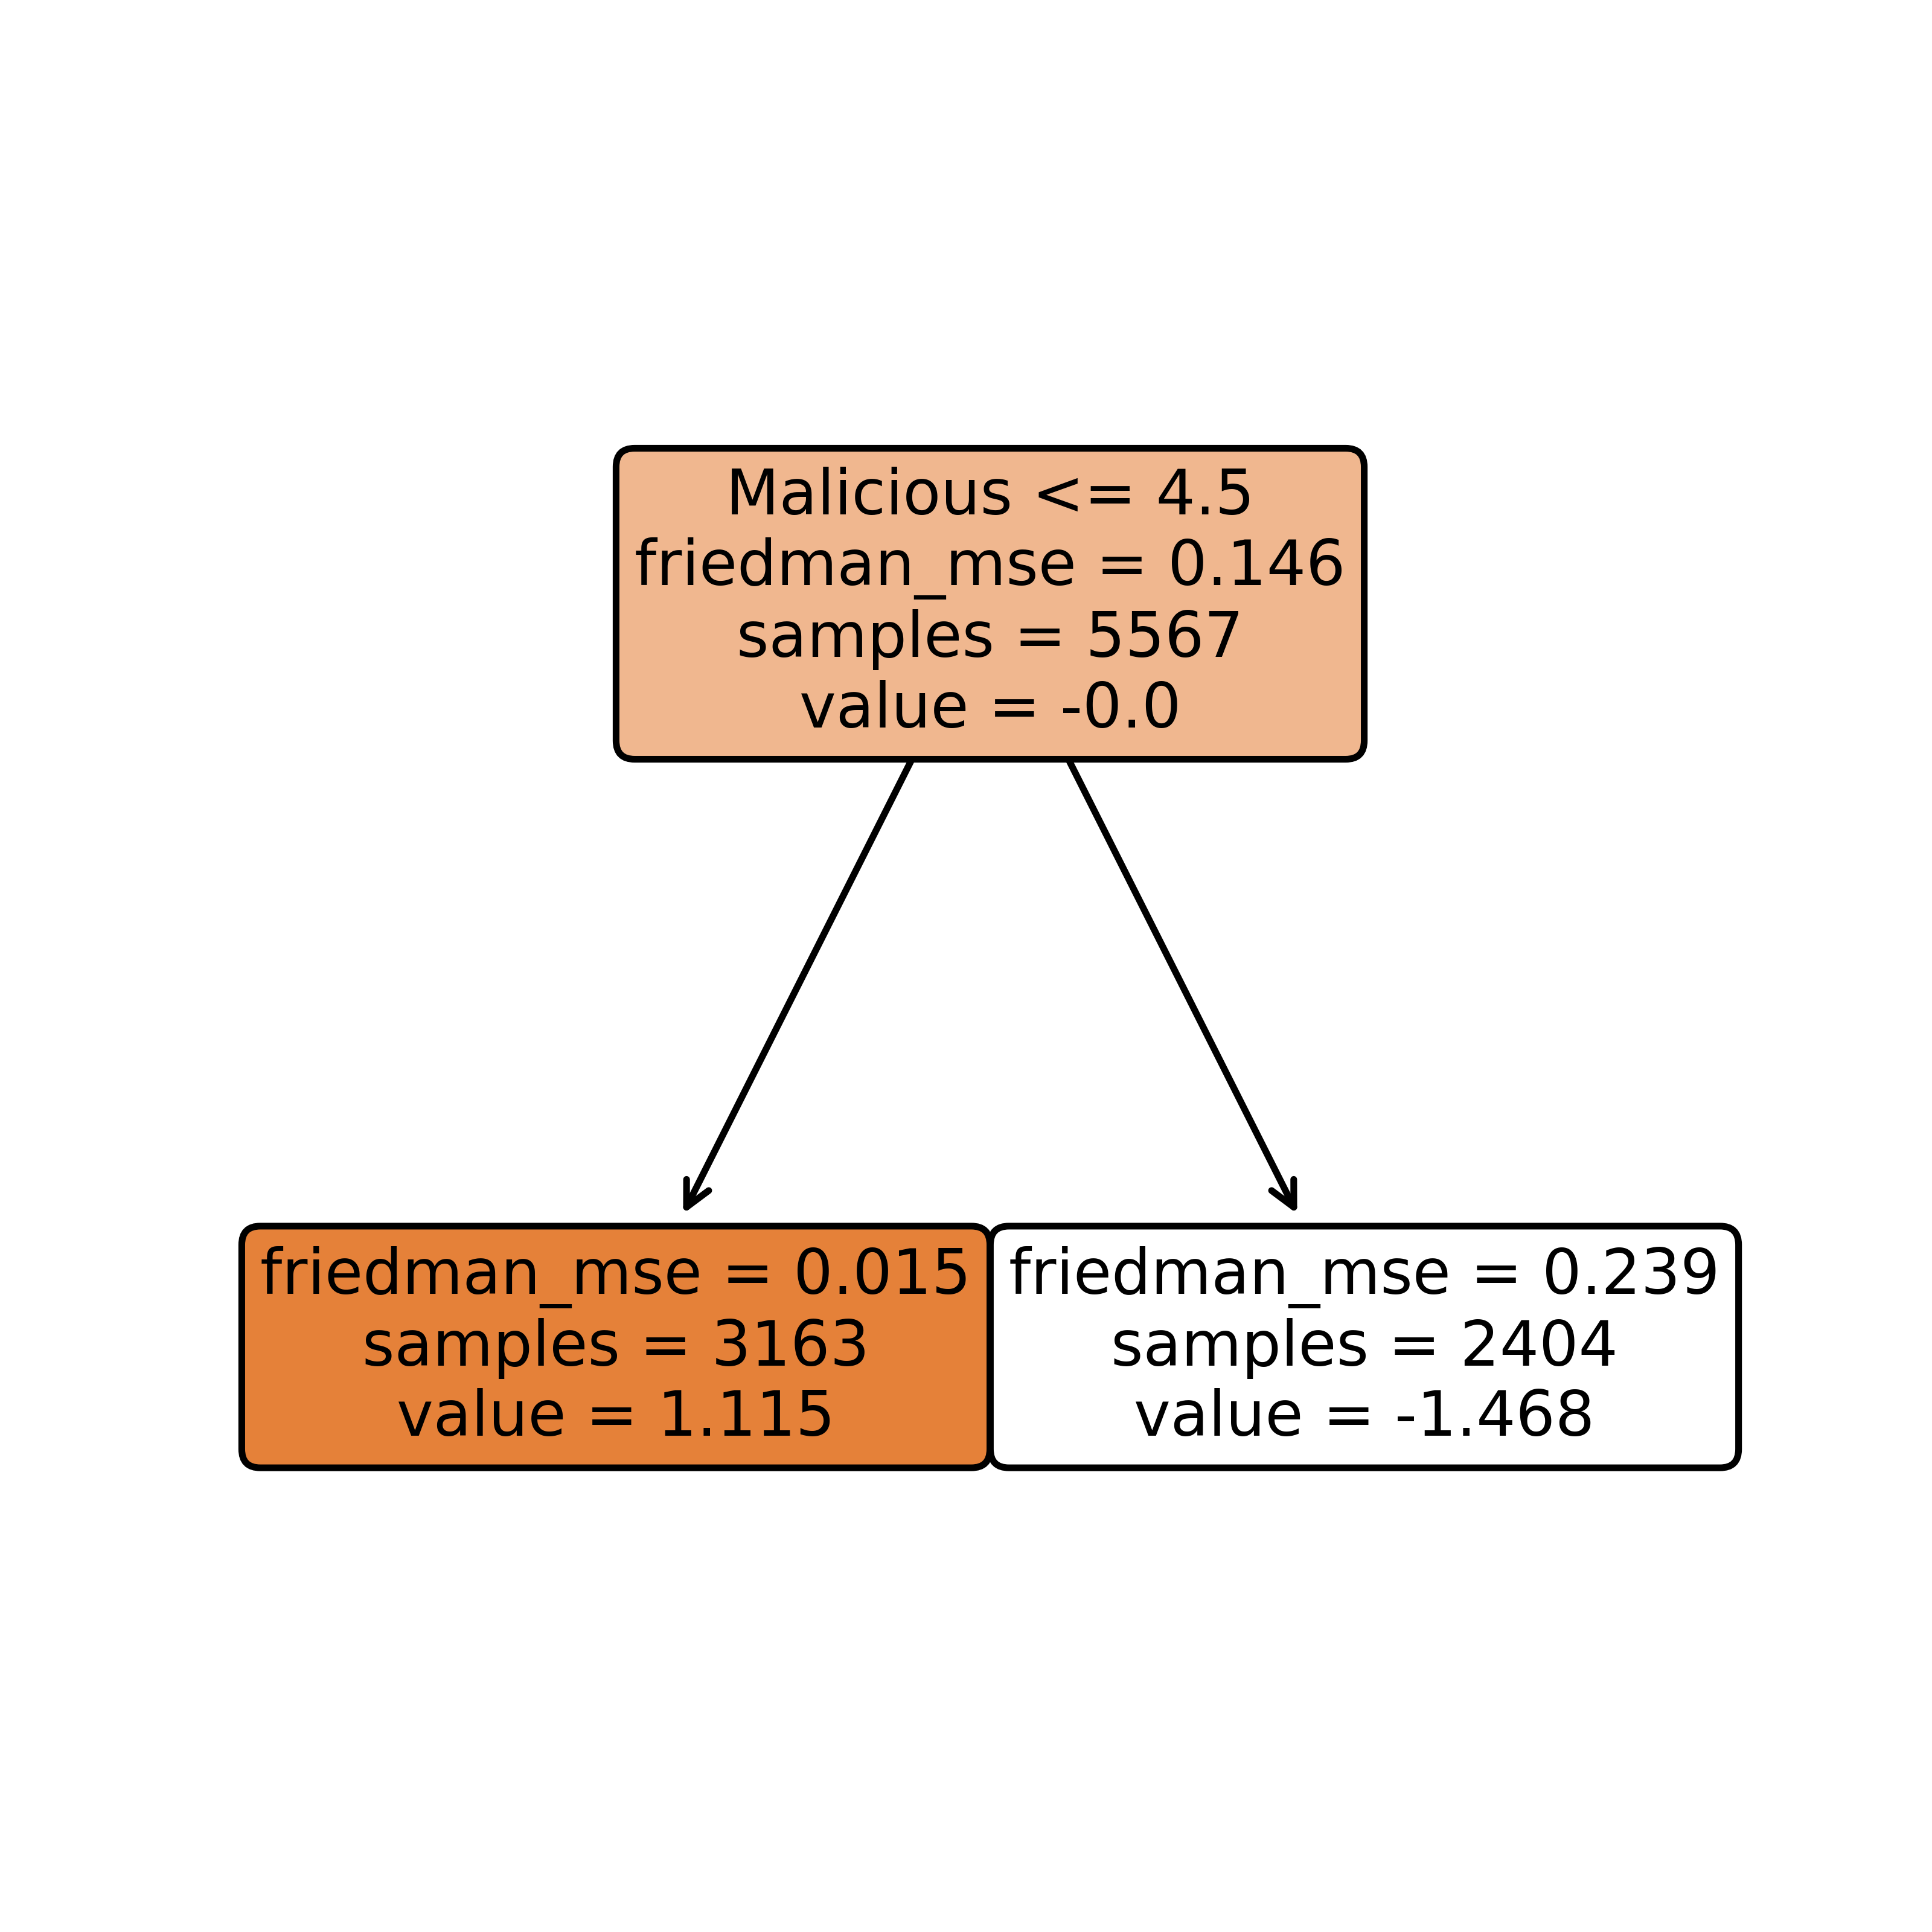 Malicious <= 4.5
friedman_mse = 0.146
samples = 5567
value = -0.0
friedman_mse = 0.015
samples = 3163
value = 1.115
friedman_mse = 0.239
samples = 2404
value = -1.468